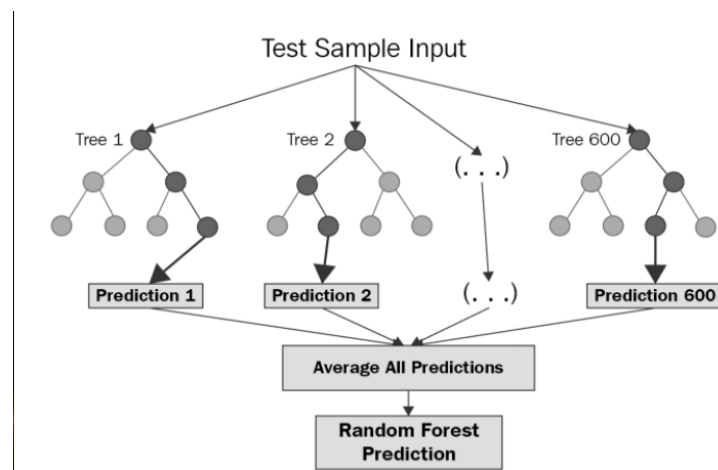 Test Sample Input
Tree 1
Tree 2
Tree 600
(. . .)
Prediction 1
Prediction 2
(. . .)
Prediction 600
Average All Predictions
Random Forest
Prediction